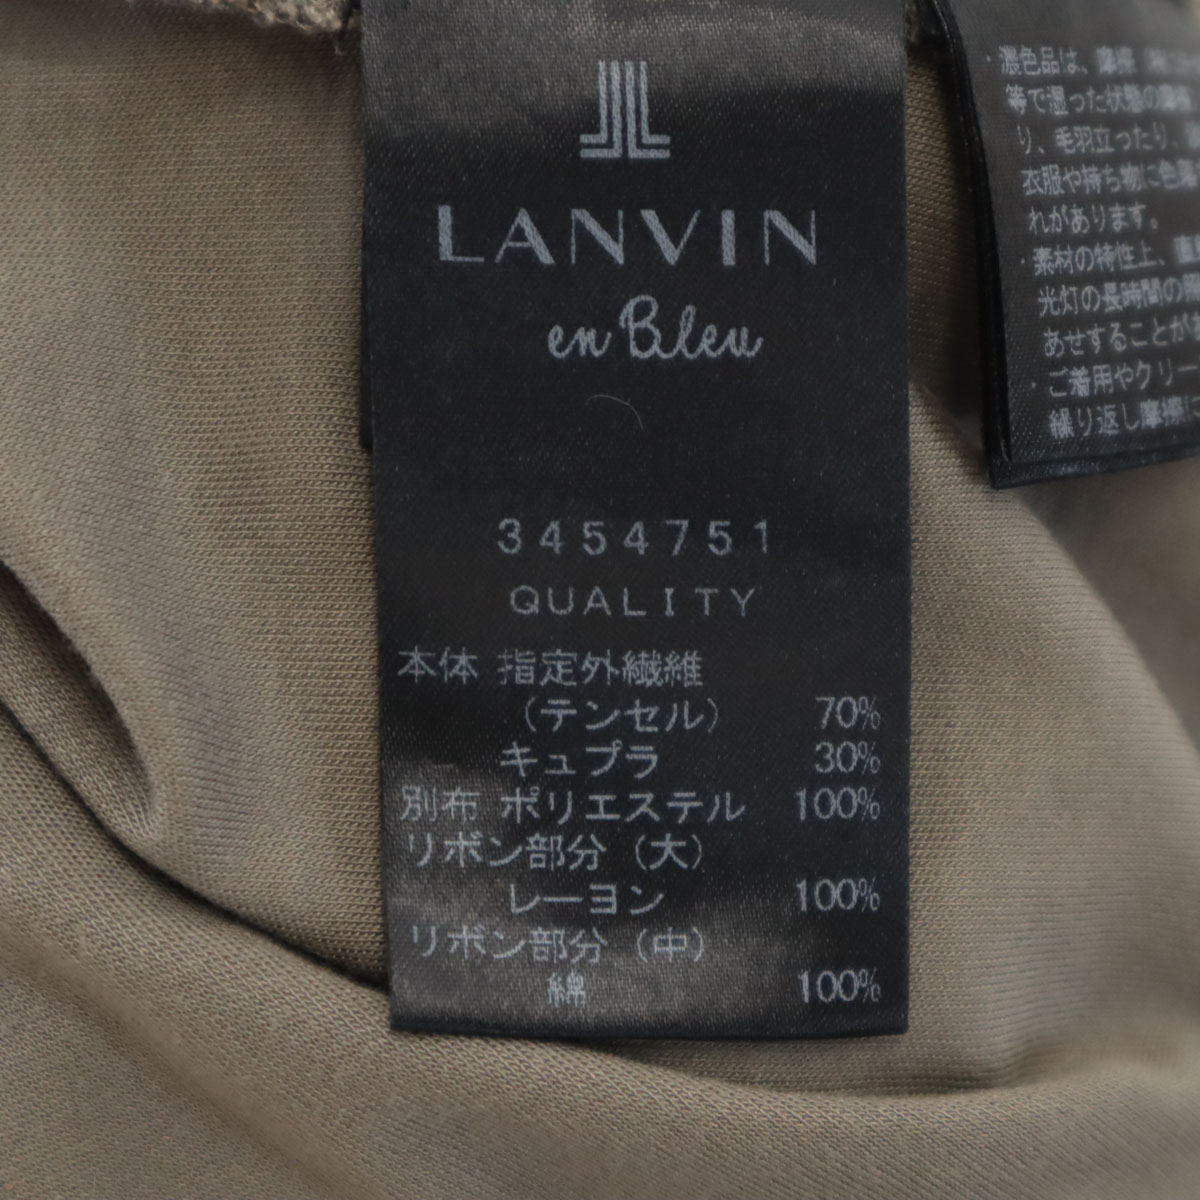 LANVIN
en Bleu
3454751
QUALITY
本体 指定外繊維
(テンセル) 70%
キュプラ 30%
別布 ポリエステル 100%
リボン部分(大)
レーヨン 100%
リボン部分(中)
綿 100%
・濃色品は、摩擦
等で湿った状態の摩擦
り、毛羽立ったり、
衣服や持ち物に色
れがあります。
・素材の特性上、
光灯の長時間の
あせすることが
・ご着用やクリー
繰り返し摩擦に